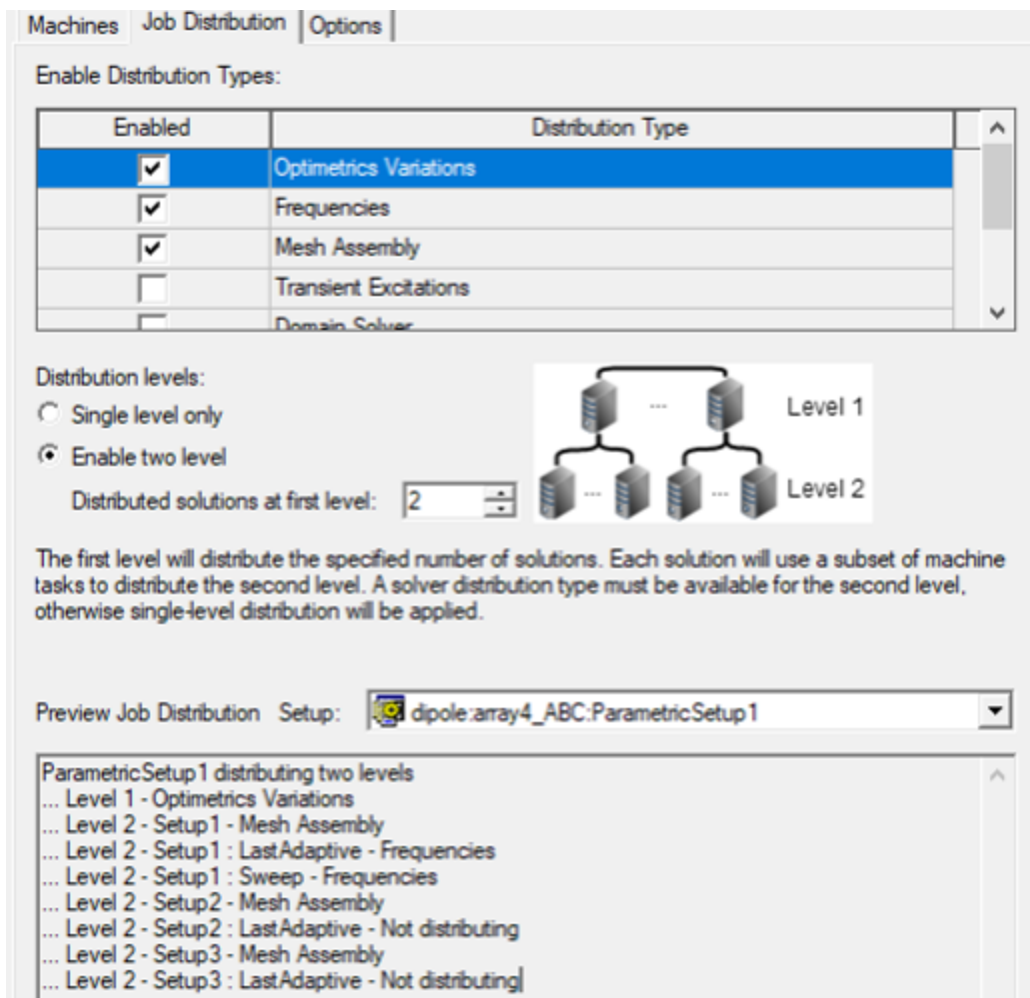 Machines Job Distribution Options
Enable Distribution Types:
Enabled Distribution Type
Optimetrics Variations
Frequencies
Mesh Assembly
Transient Excitations
Domain Solver
Distribution levels:
Single level only
Enable two level
Distributed solutions at first level: 2
... Level 1
... ... Level 2
The first level will distribute the specified number of solutions. Each solution will use a subset of machine
tasks to distribute the second level. A solver distribution type must be available for the second level,
otherwise single-level distribution will be applied.
Preview Job Distribution Setup: dipole:array4_ABC:ParametricSetup1
ParametricSetup1 distributing two levels
... Level 1 - Optimetrics Variations
... Level 2 - Setup1 - Mesh Assembly
... Level 2 - Setup1 : LastAdaptive - Frequencies
... Level 2 - Setup1 : Sweep - Frequencies
... Level 2 - Setup2 - Mesh Assembly
... Level 2 - Setup2 : LastAdaptive - Not distributing
... Level 2 - Setup3 - Mesh Assembly
... Level 2 - Setup3 : LastAdaptive - Not distributing